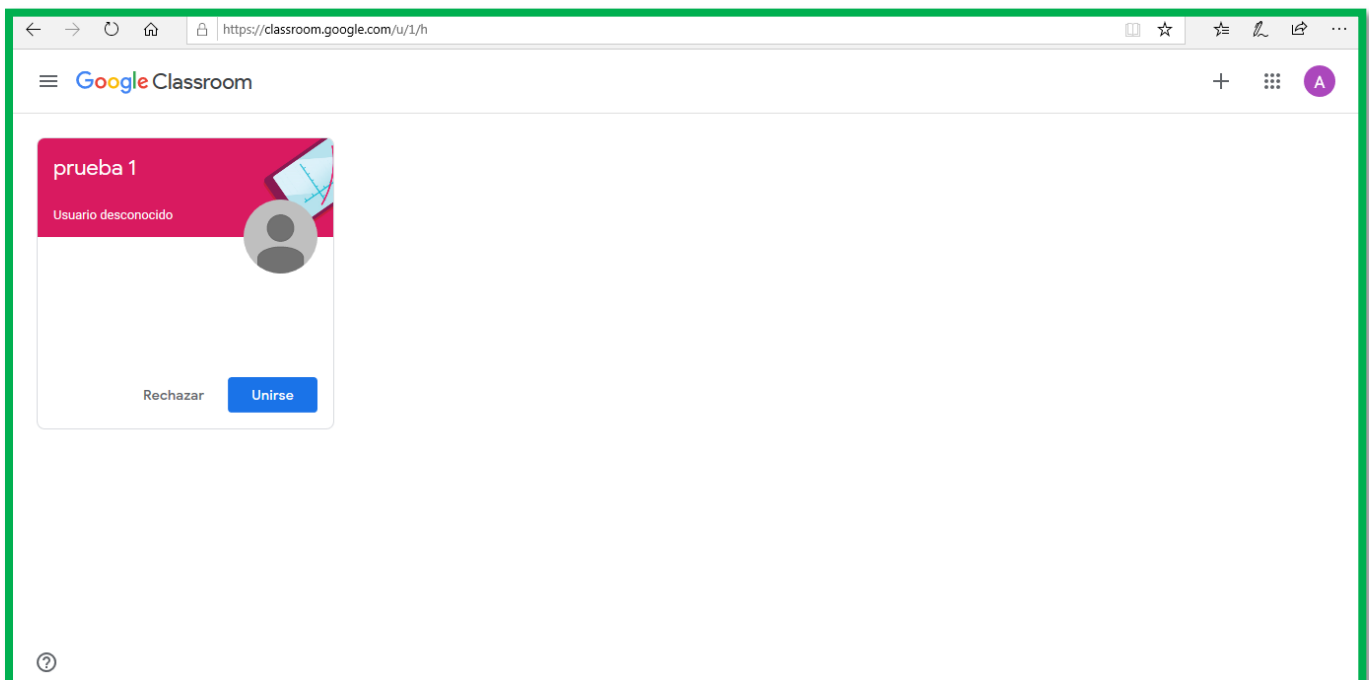 https://classroom.google.com/u/1/h
Google Classroom
A
prueba 1
Usuario desconocido
Rechazar Unirse